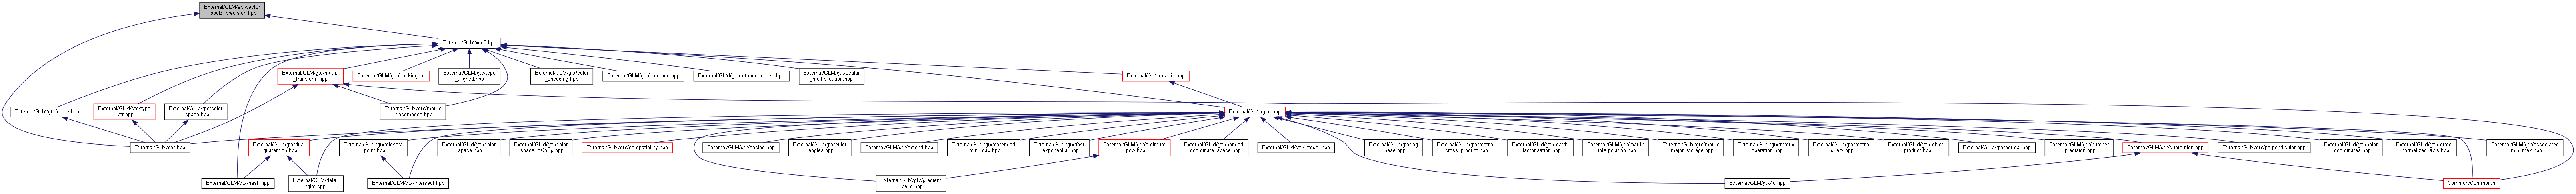 External/GLM/ext/vector
_bool3_precision.hpp
External/GLM/vec3.hpp
External/GLM/gtc/matrix
_transform.hpp
External/GLM/gtc/packing.inl
External/GLM/gtc/type
_aligned.hpp
External/GLM/gtx/color
_encoding.hpp
External/GLM/gtx/common.hpp
External/GLM/gtx/orthonormalize.hpp
External/GLM/gtx/scalar
_multiplication.hpp
External/GLM/matrix.hpp
External/GLM/gtc/noise.hpp
External/GLM/gtc/type
_ptr.hpp
External/GLM/gtc/color
_space.hpp
External/GLM/gtx/matrix
_decompose.hpp
External/GLM/glm.hpp
External/GLM/ext.hpp
External/GLM/gtx/dual
_quaternion.hpp
External/GLM/gtx/closest
_point.hpp
External/GLM/gtx/color
_space.hpp
External/GLM/gtx/color
_space_YCoCg.hpp
External/GLM/gtx/compatibility.hpp
External/GLM/gtx/easing.hpp
External/GLM/gtx/euler
_angles.hpp
External/GLM/gtx/extend.hpp
External/GLM/gtx/extended
_min_max.hpp
External/GLM/gtx/fast
_exponential.hpp
External/GLM/gtx/optimum
_pow.hpp
External/GLM/gtx/handed
_coordinate_space.hpp
External/GLM/gtx/integer.hpp
External/GLM/gtx/log
_base.hpp
External/GLM/gtx/matrix
_cross_product.hpp
External/GLM/gtx/matrix
_factorisation.hpp
External/GLM/gtx/matrix
_interpolation.hpp
External/GLM/gtx/matrix
_major_storage.hpp
External/GLM/gtx/matrix
_operation.hpp
External/GLM/gtx/matrix
_query.hpp
External/GLM/gtx/mixed
_product.hpp
External/GLM/gtx/normal.hpp
External/GLM/gtx/number
_precision.hpp
External/GLM/gtx/quaternion.hpp
External/GLM/gtx/perpendicular.hpp
External/GLM/gtx/polar
_coordinates.hpp
External/GLM/gtx/rotate
_normalized_axis.hpp
External/GLM/gtx/associated
_min_max.hpp
External/GLM/gtx/hash.hpp
External/GLM/detail
/glm.cpp
External/GLM/gtx/intersect.hpp
External/GLM/gtx/gradient
_paint.hpp
External/GLM/gtx/io.hpp
Common/Common.h